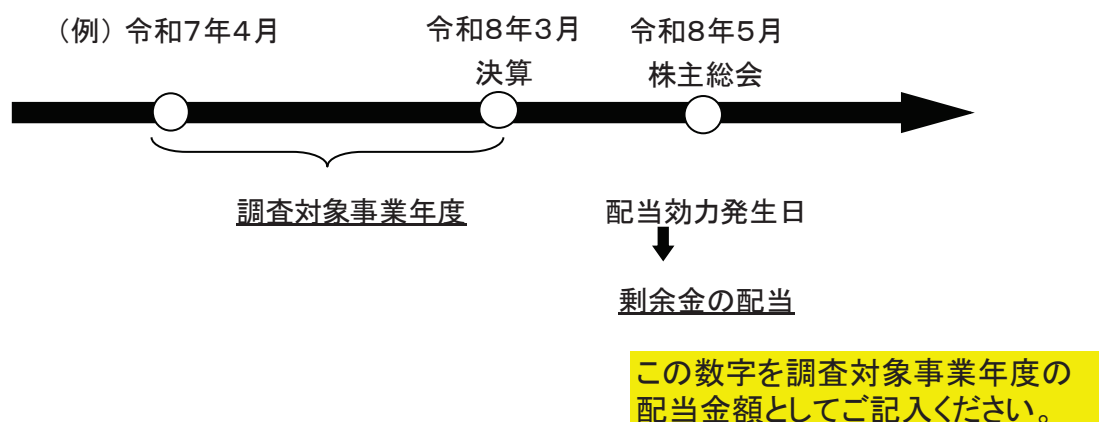 （例）令和７年４月
令和８年３月
決算
令和８年５月
株主総会
調査対象事業年度
配当効力発生日
剰余金の配当
この数字を調査対象事業年度の
配当金額としてご記入ください。